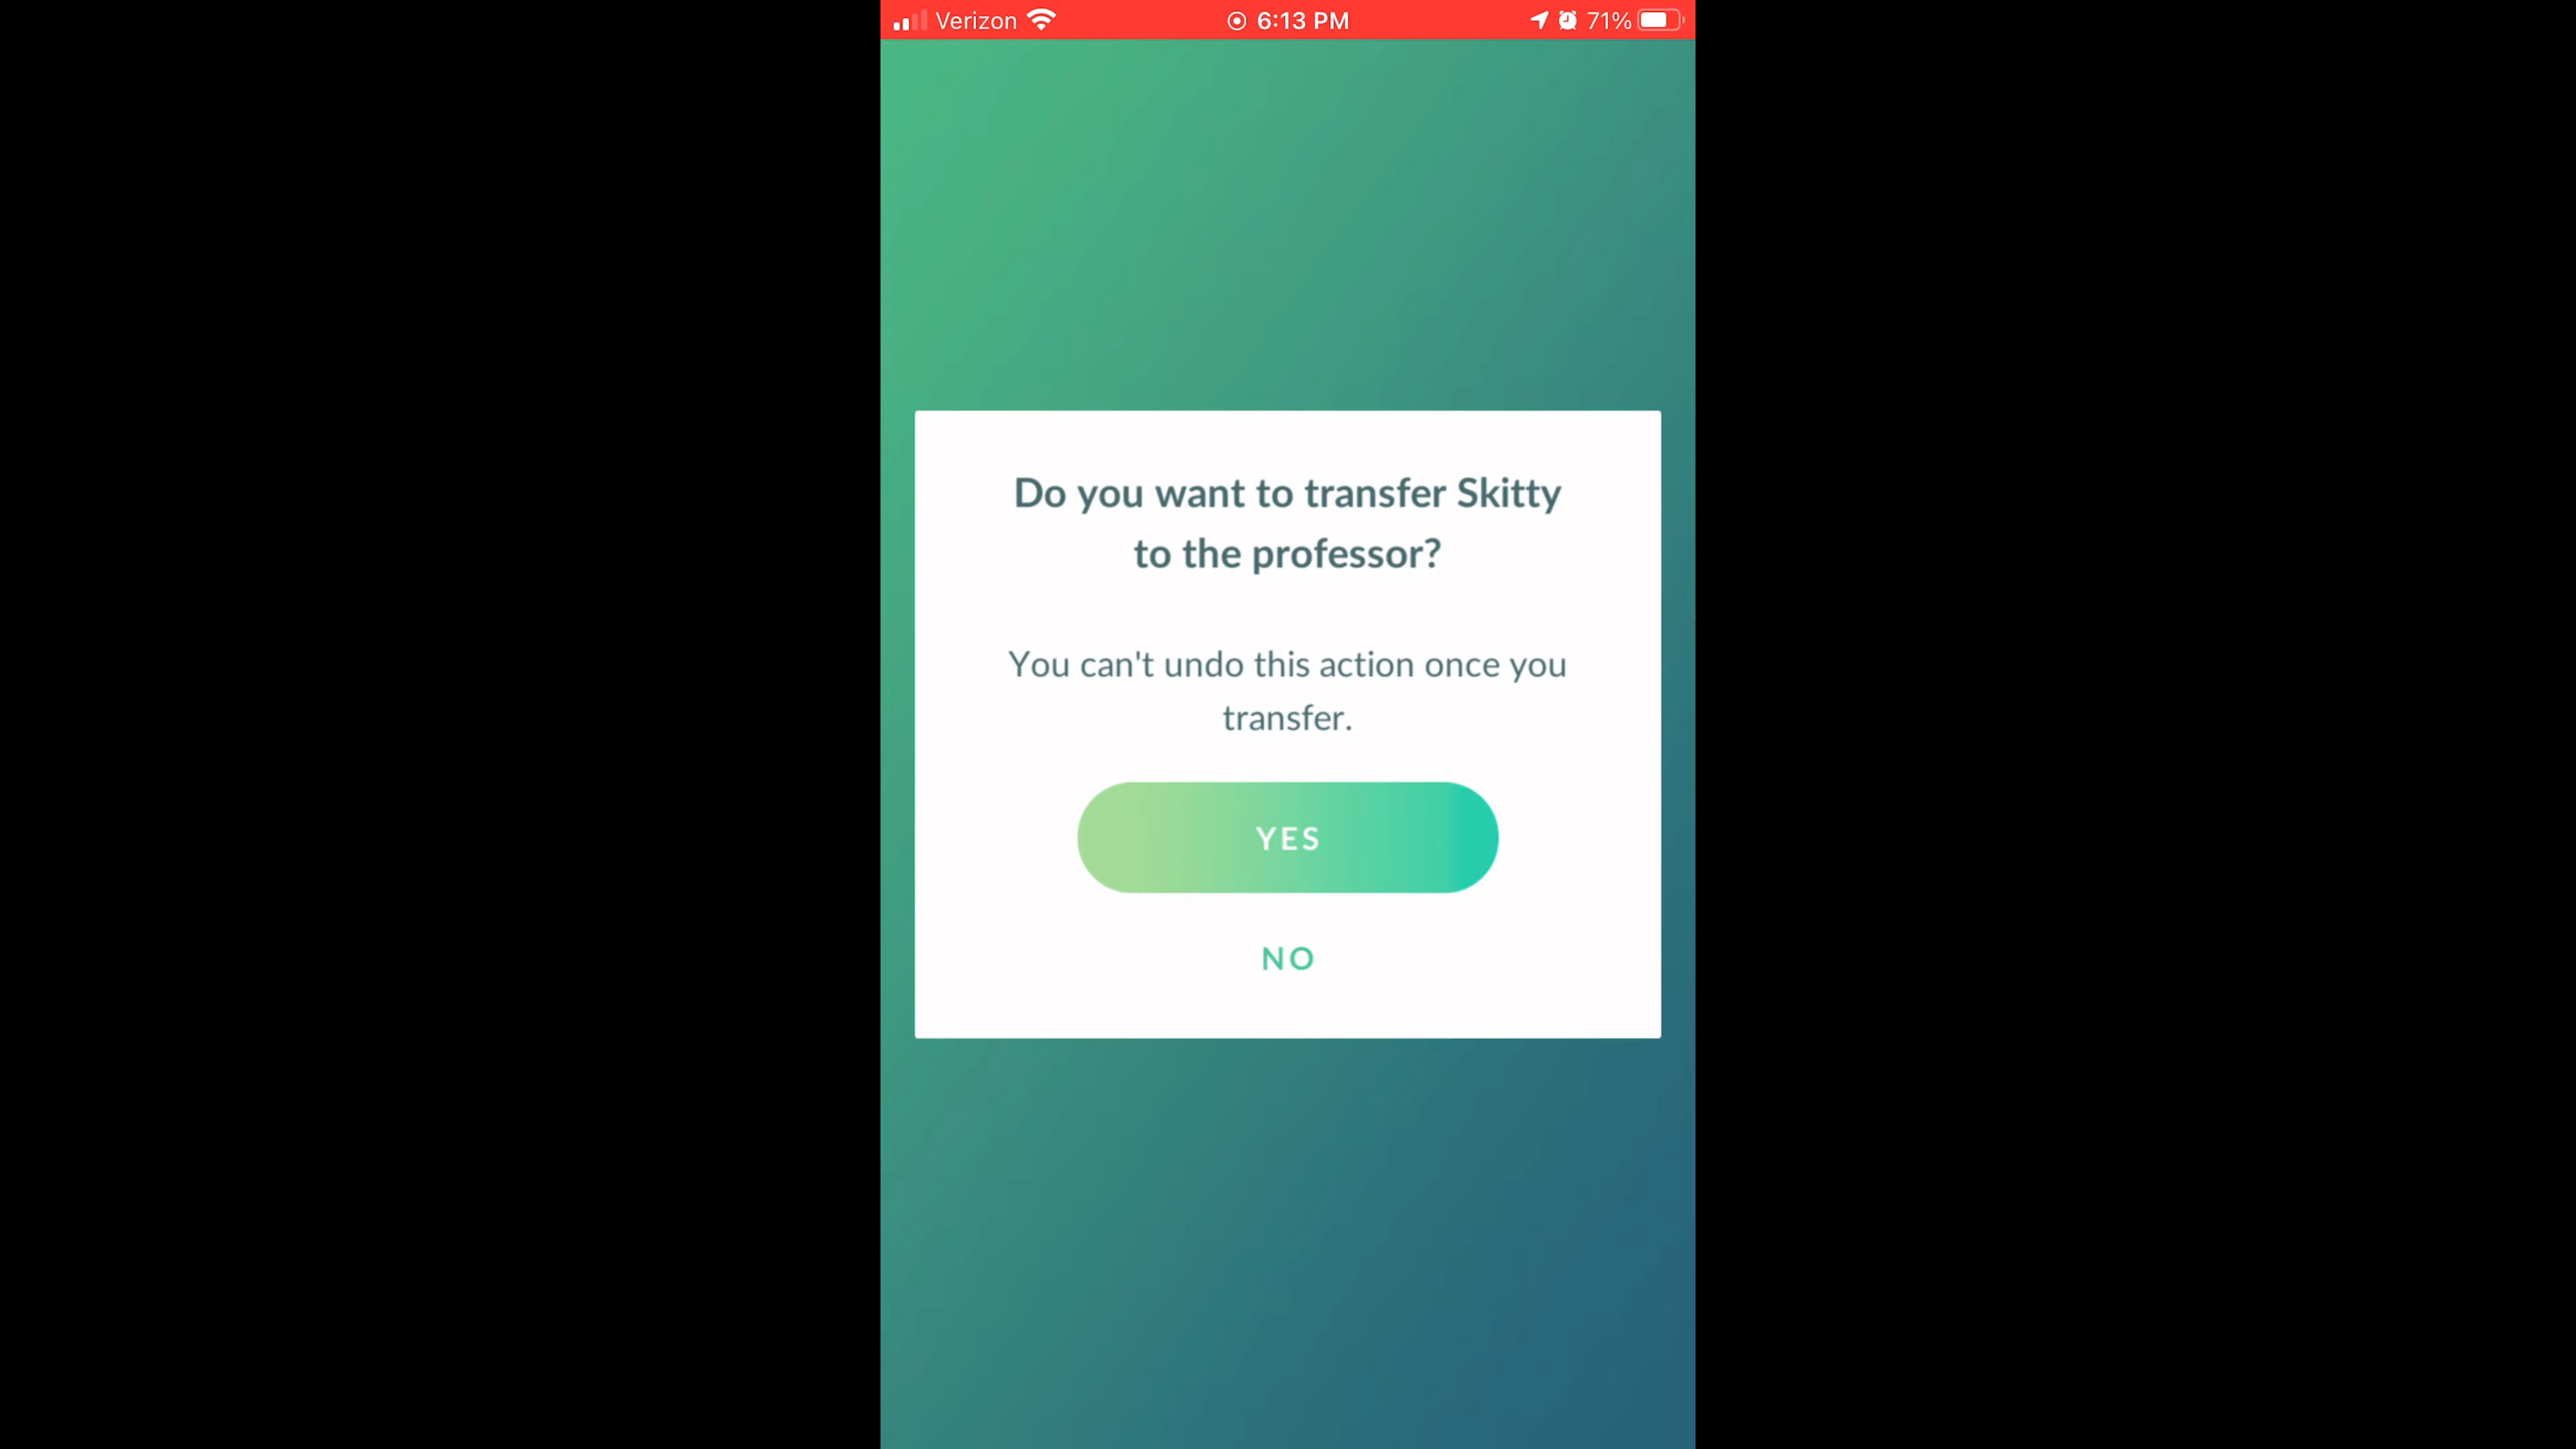 Verizon 6:13 PM 71%
Do you want to transfer Skitty
to the professor?
You can't undo this action once you
transfer.
YES
NO